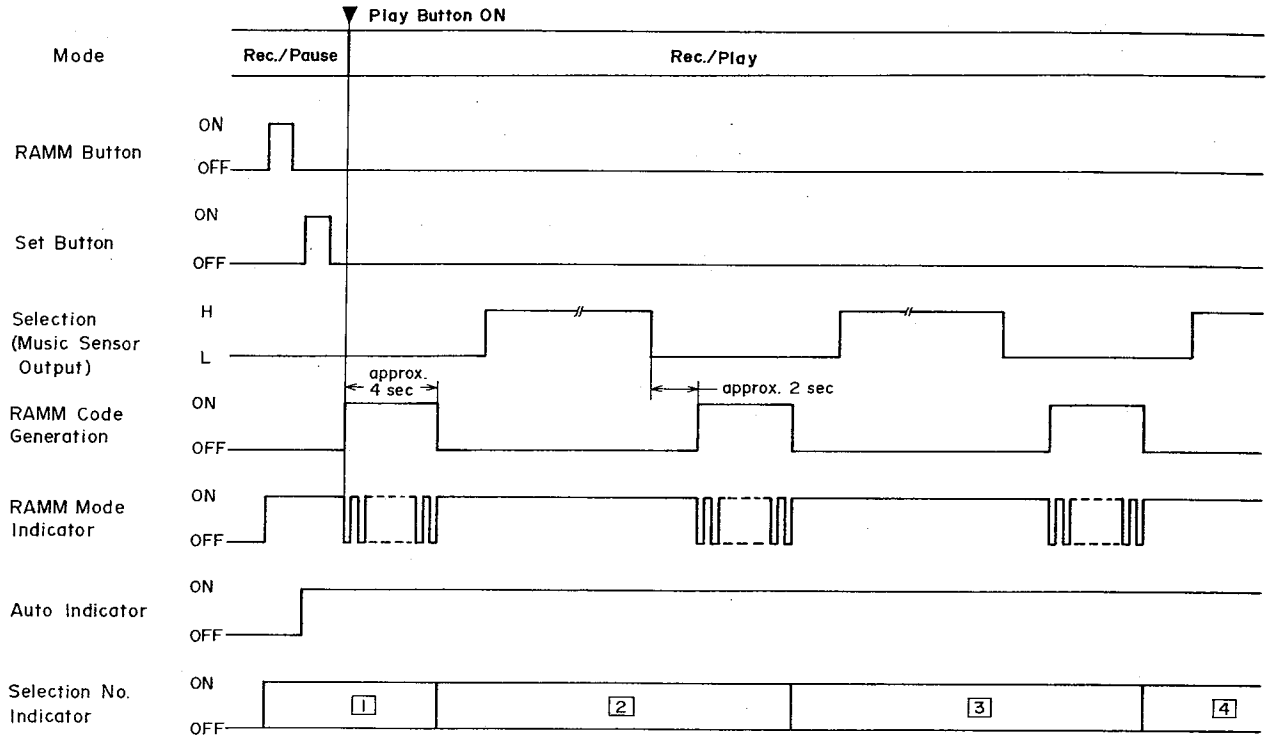 ▼ Play Button ON
Mode Rec./Pause Rec./Play
ON
RAMM Button
OFF
ON
Set Button
OFF
H
Selection
(Music Sensor
L
Output)
approx.
4 sec
approx. 2 sec
ON
RAMM Code
Generation
OFF
ON
RAMM Mode
Indicator
OFF
ON
Auto Indicator
OFF
ON
Selection No.
Indicator
1 2 3 4
OFF